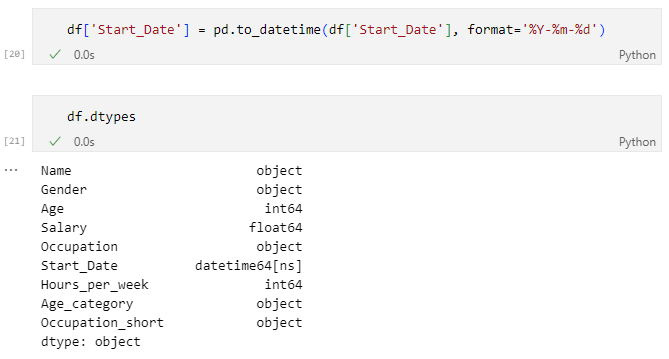 df['Start_Date'] = pd.to_datetime(df['Start_Date'], format='%Y-%m-%d')
[20] ✓ 0.0s Python
df.dtypes
[21] ✓ 0.0s Python
... Name object
Gender object
Age int64
Salary float64
Occupation object
Start_Date datetime64[ns]
Hours_per_week int64
Age_category object
Occupation_short object
dtype: object